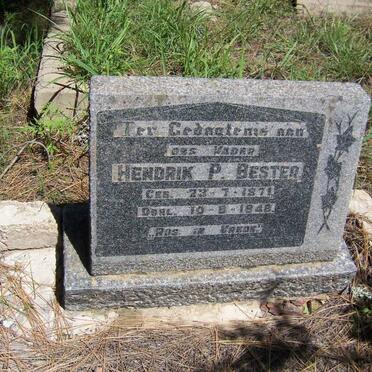 Ter Gedagtenis aan
ons Vader
Hendrik P. Bester
Geb. 23-7-1871
Oorl. 10-8-1948
"Rus in Vrede"